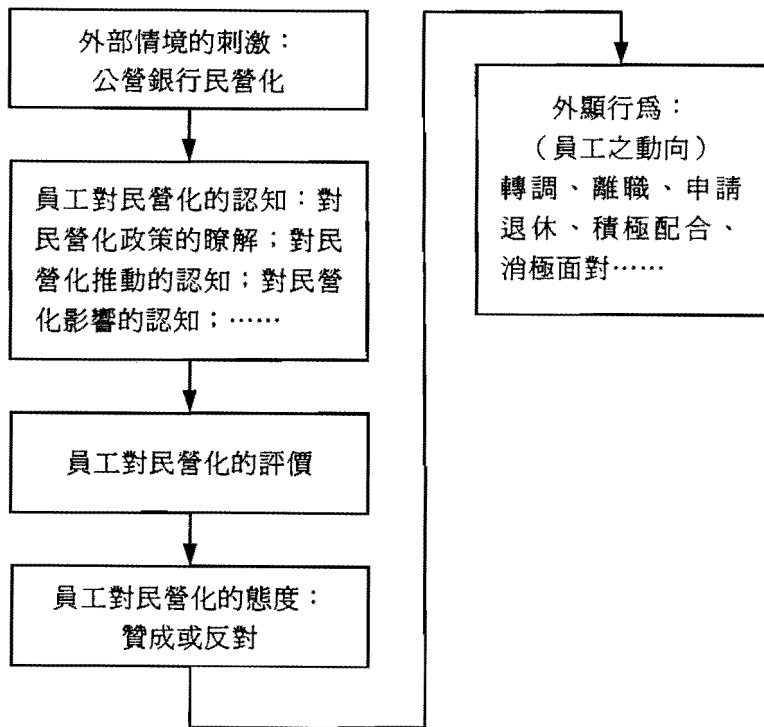 外部情境的刺激：
公營銀行民營化
員工對民營化的認知：對
民營化政策的瞭解；對民
營化推動的認知；對民營
化影響的認知；……
員工對民營化的評價
員工對民營化的態度：
贊成或反對
外顯行爲：
（員工之動向）
轉調、離職、申請
退休、積極配合、
消極面對……